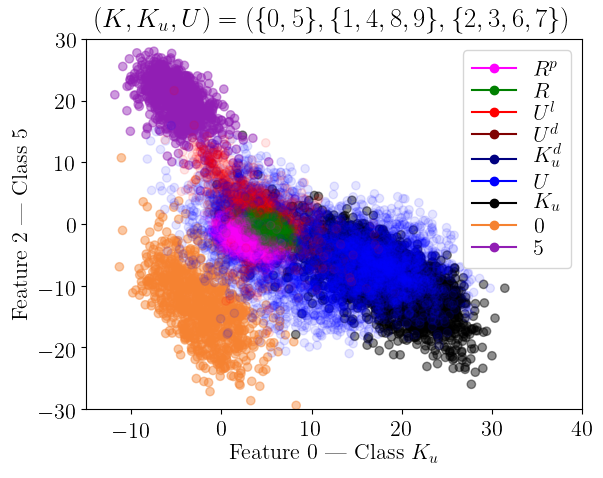 (K, K_u, U) = ({0, 5}, {1, 4, 8, 9}, {2, 3, 6, 7})
30
20
10
0
−10
−20
−30
Feature 2 — Class 5
R^p
R
U^l
U^d
K_u^d
U
K_u
0
5
−10 0 10 20 30 40
Feature 0 — Class K_u